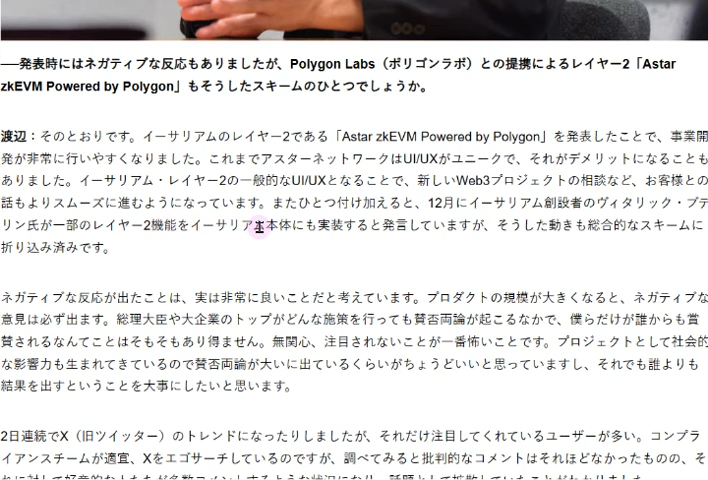 ──発表時にはネガティブな反応もありましたが、Polygon Labs（ポリゴンラボ）との提携によるレイヤー2「Astar
zkEVM Powered by Polygon」もそうしたスキームのひとつでしょうか。
渡辺：そのとおりです。イーサリアムのレイヤー2である「Astar zkEVM Powered by Polygon」を発表したことで、事業開
発が非常に行いやすくなりました。これまでアスターネットワークはUI/UXがユニークで、それがデメリットになることも
ありました。イーサリアム・レイヤー2の一般的なUI/UXとなることで、新しいWeb3プロジェクトの相談など、お客様との
話もよりスムーズに進むようになっています。またひとつ付け加えると、12月にイーサリアム創設者のヴィタリック・ブテ
リン氏が一部のレイヤー2機能をイーサリアム本体にも実装すると発言していますが、そうした動きも総合的なスキームに
折り込み済みです。
ネガティブな反応が出たことは、実は非常に良いことだと考えています。プロダクトの規模が大きくなると、ネガティブな
意見は必ず出ます。総理大臣や大企業のトップがどんな施策を行っても賛否両論が起こるなかで、僕らだけが誰からも賞
賛されるなんてことはそもそもあり得ません。無関心、注目されないことが一番怖いことです。プロジェクトとして社会的
な影響力も生まれてきているので賛否両論が大いに出ているくらいがちょうどいいと思っていますし、それでも誰よりも
結果を出すということを大事にしたいと思います。
2日連続でX（旧ツイッター）のトレンドになったりしましたが、それだけ注目してくれているユーザーが多い。コンプラ
イアンスチームが適宜、Xをエゴサーチしているのですが、調べてみると批判的なコメントはそれほどなかったものの、そ